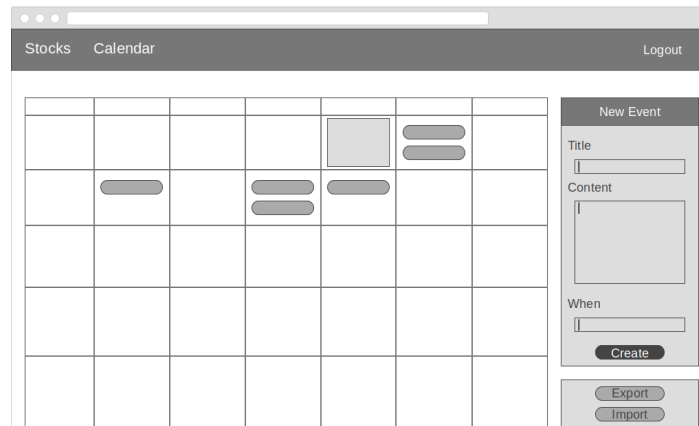 Stocks Calendar Logout
New Event
Title
Content
When
Create
Export
Import